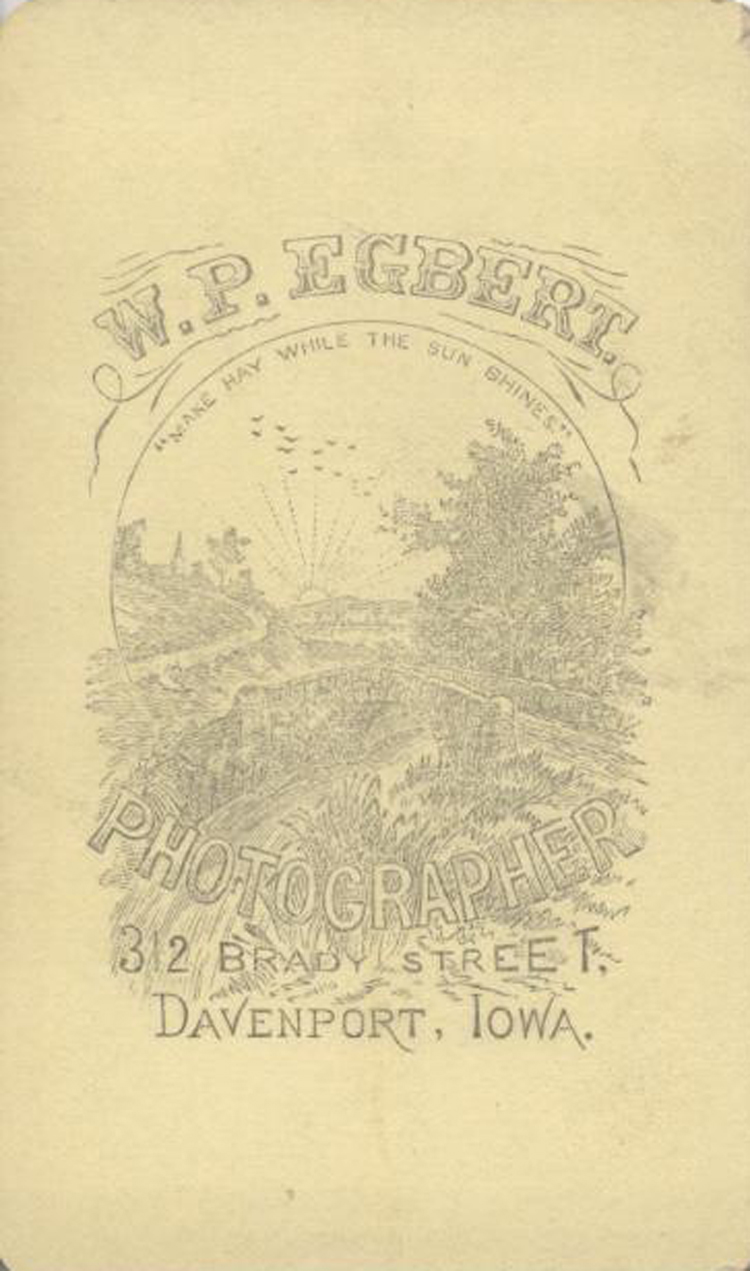 W. P. EGBERT.
"MAKE HAY WHILE THE SUN SHINES"
PHOTOGRAPHER
312 BRADY STREET,
DAVENPORT, IOWA.